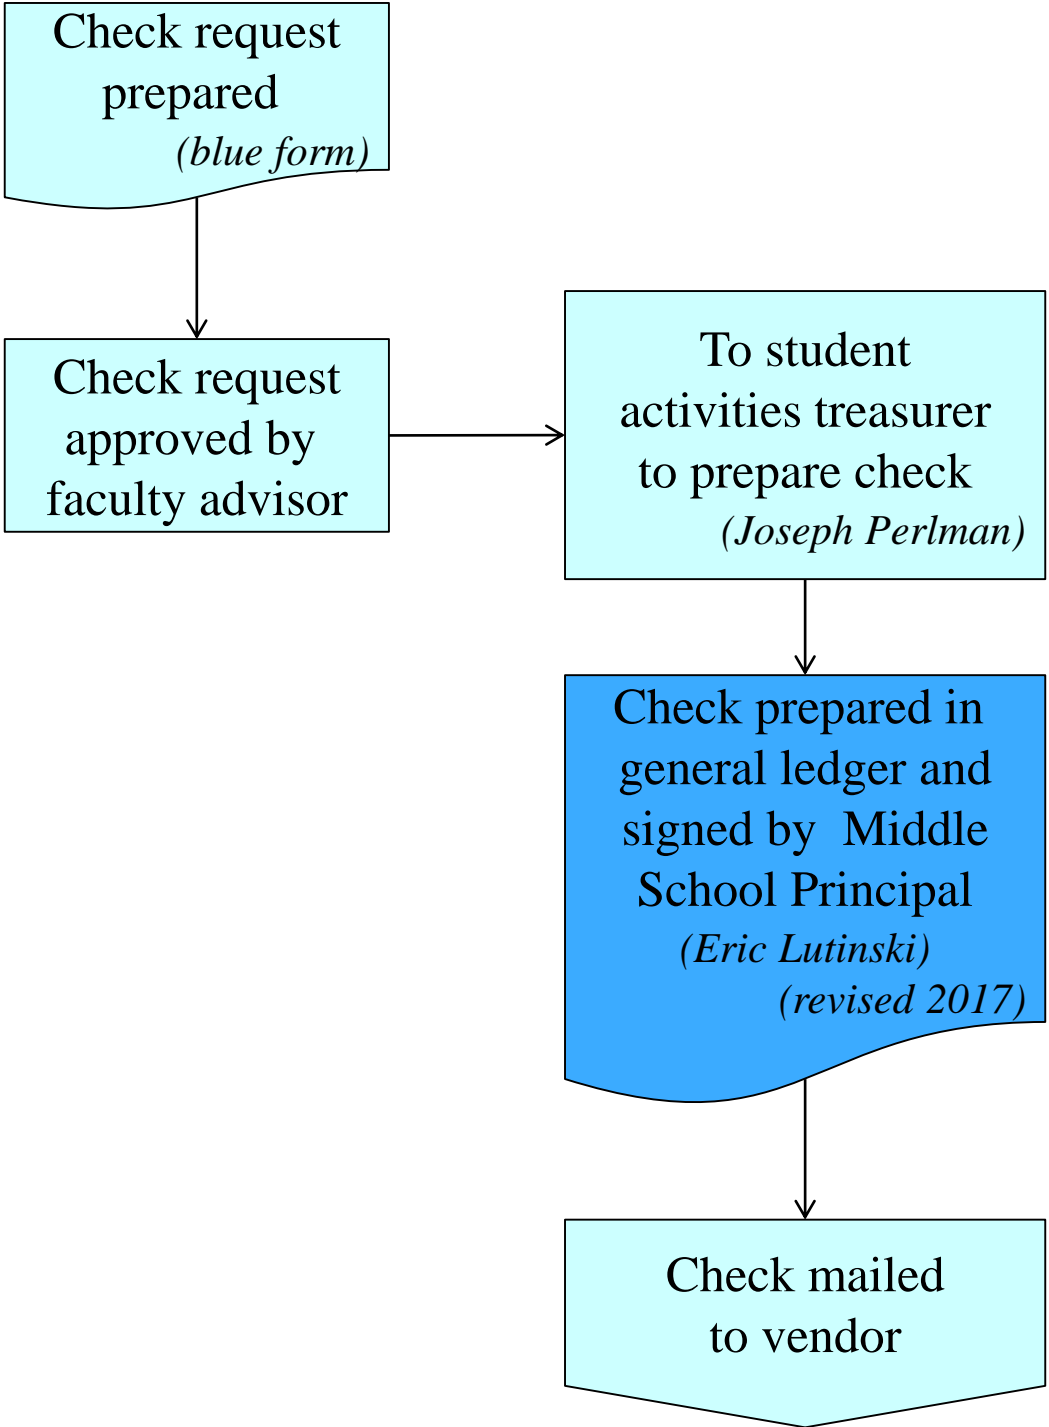 Check request
prepared
(blue form)
Check request
approved by
faculty advisor
To student
activities treasurer
to prepare check
(Joseph Perlman)
Check prepared in
general ledger and
signed by  Middle
School Principal
(Eric Lutinski)
(revised 2017)
Check mailed
to vendor